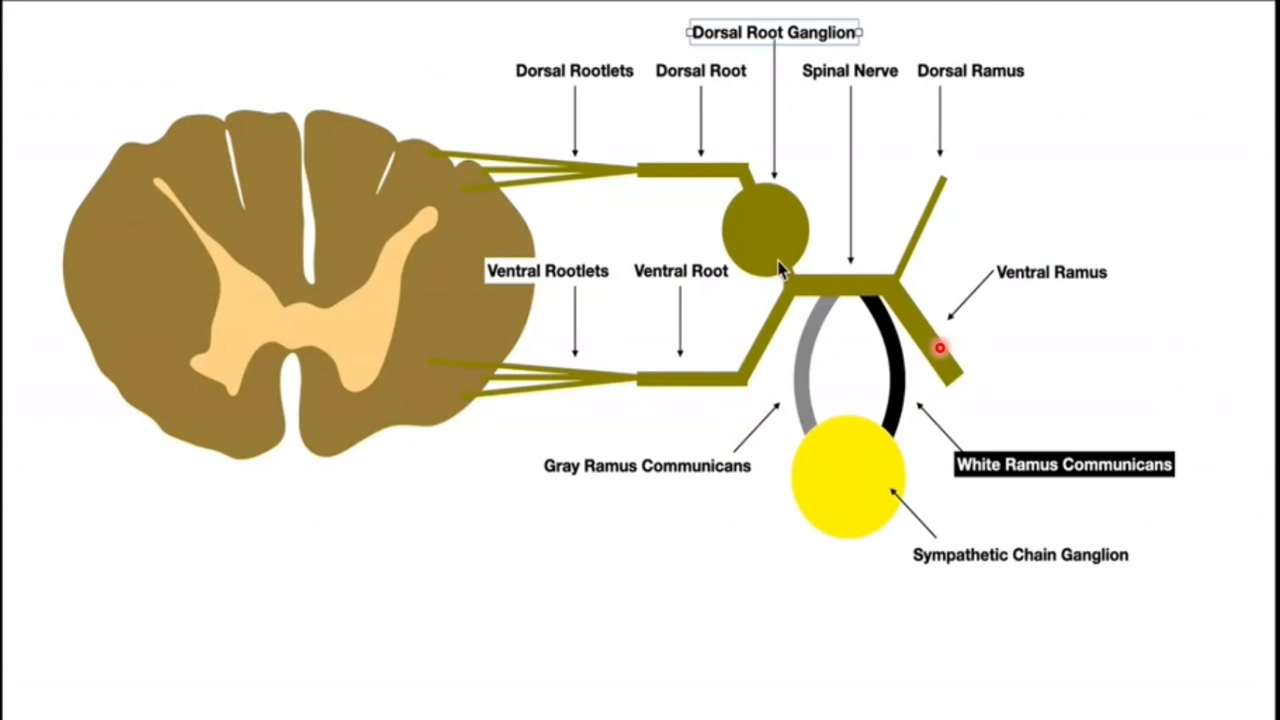 Dorsal Root Ganglion
Dorsal Rootlets
Dorsal Root
Spinal Nerve
Dorsal Ramus
Ventral Rootlets
Ventral Root
Ventral Ramus
Gray Ramus Communicans
White Ramus Communicans
Sympathetic Chain Ganglion